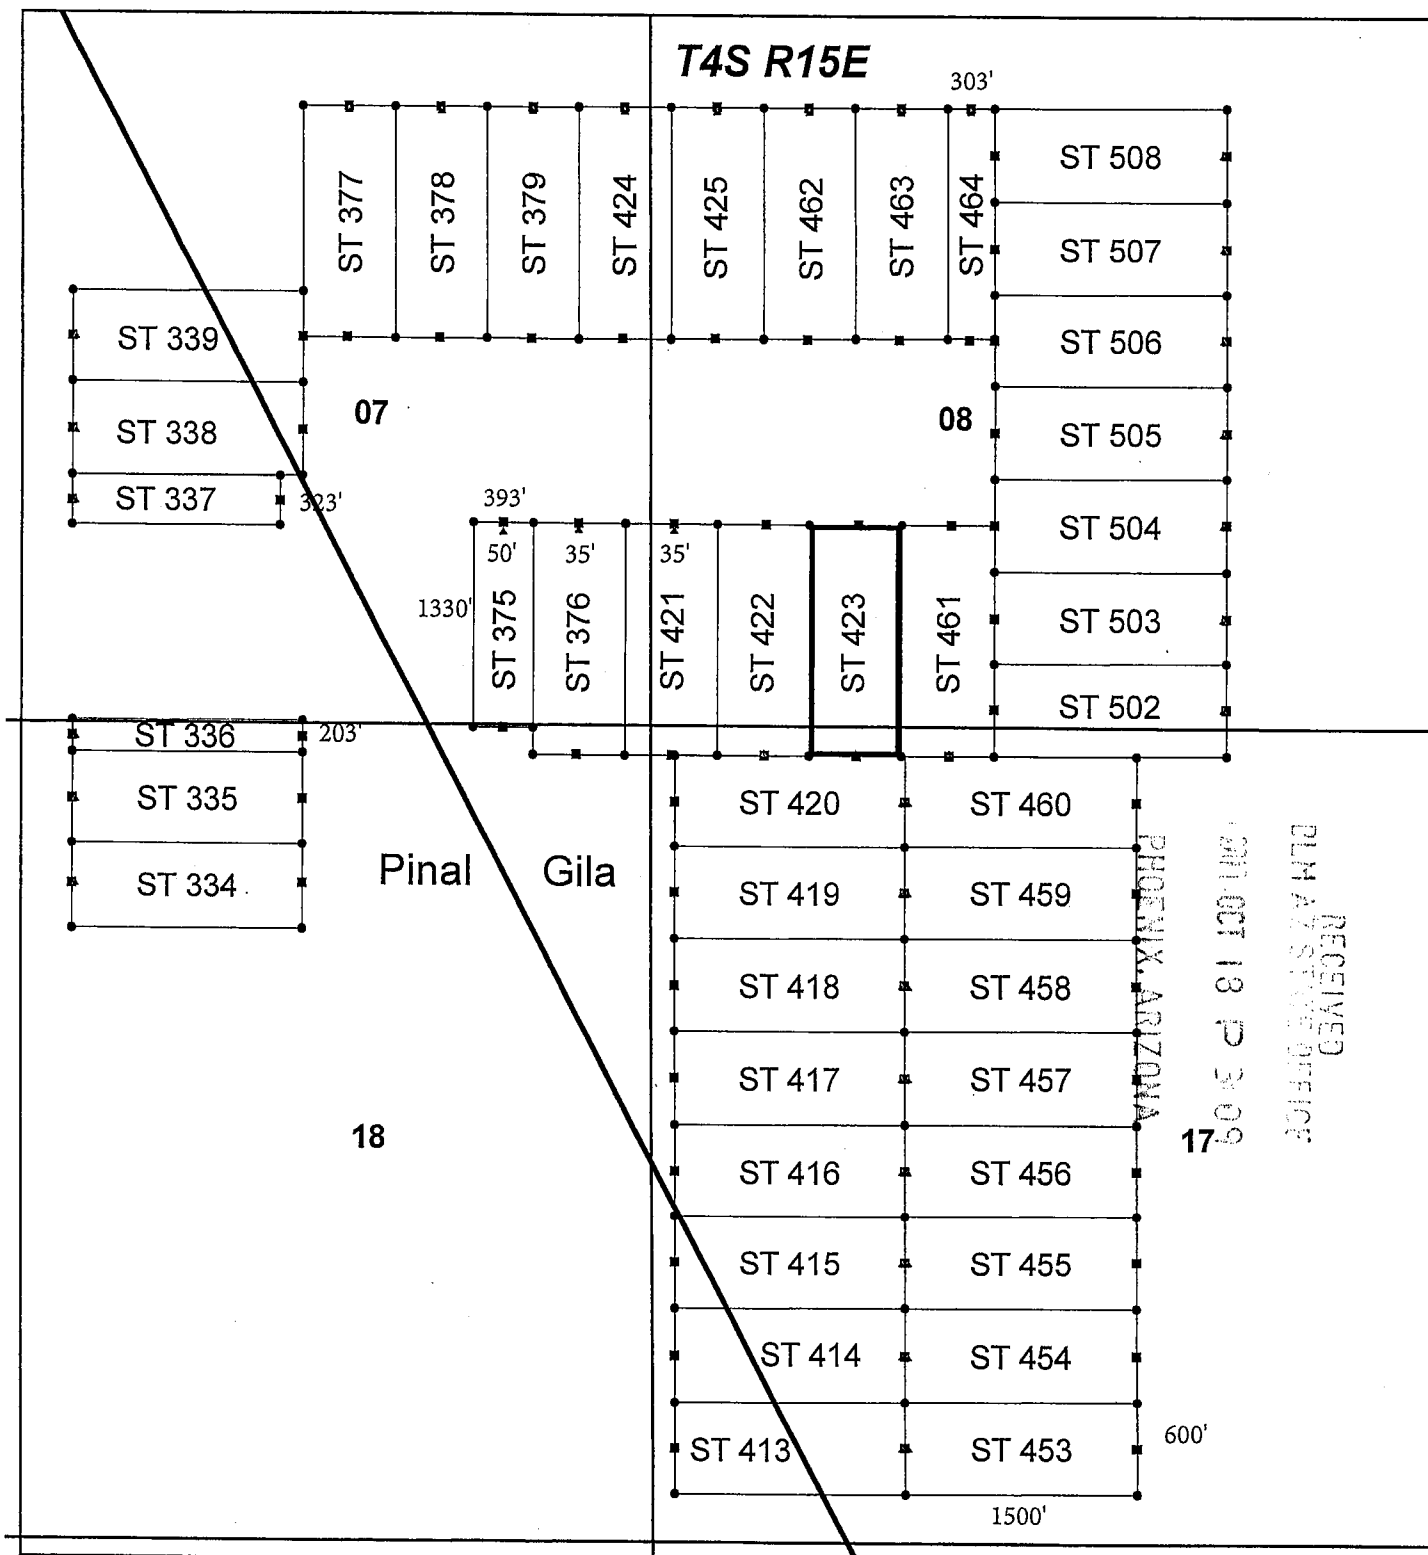 T4S R15E
303'
ST 377
ST 378
ST 379
ST 424
ST 425
ST 462
ST 463
ST 464
ST 508
ST 507
ST 506
ST 505
ST 504
ST 503
ST 502
ST 339
ST 338
ST 337
323'
07
08
393'
50'
35'
35'
1330'
ST 375
ST 376
ST 421
ST 422
ST 423
ST 461
ST 336
203'
ST 335
ST 334
Pinal
Gila
ST 420
ST 460
ST 419
ST 459
ST 418
ST 458
ST 417
ST 457
ST 416
ST 456
ST 415
ST 455
ST 414
ST 454
ST 413
ST 453
600'
1500'
18
17
RECEIVED
BLM AZ STATE OFFICE
OCT 18 P 3:09
PHOENIX, ARIZONA